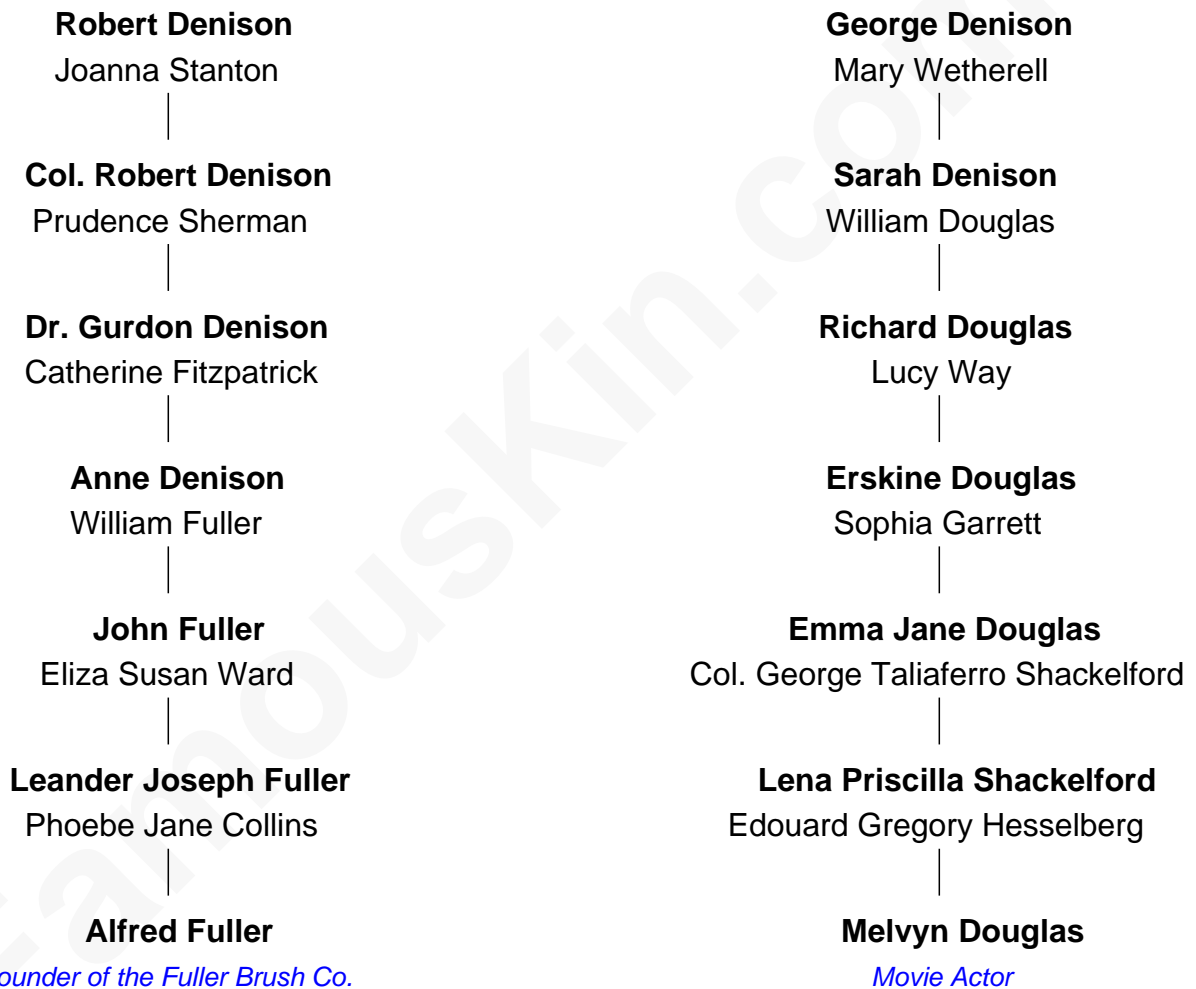 Robert Denison
Joanna Stanton
Col. Robert Denison
Prudence Sherman
Dr. Gurdon Denison
Catherine Fitzpatrick
Anne Denison
William Fuller
John Fuller
Eliza Susan Ward
Leander Joseph Fuller
Phoebe Jane Collins
Alfred Fuller
ounder of the Fuller Brush Co.
George Denison
Mary Wetherell
Sarah Denison
William Douglas
Richard Douglas
Lucy Way
Erskine Douglas
Sophia Garrett
Emma Jane Douglas
Col. George Taliaferro Shackelford
Lena Priscilla Shackelford
Edouard Gregory Hesselberg
Melvyn Douglas
Movie Actor
FamousKin.com